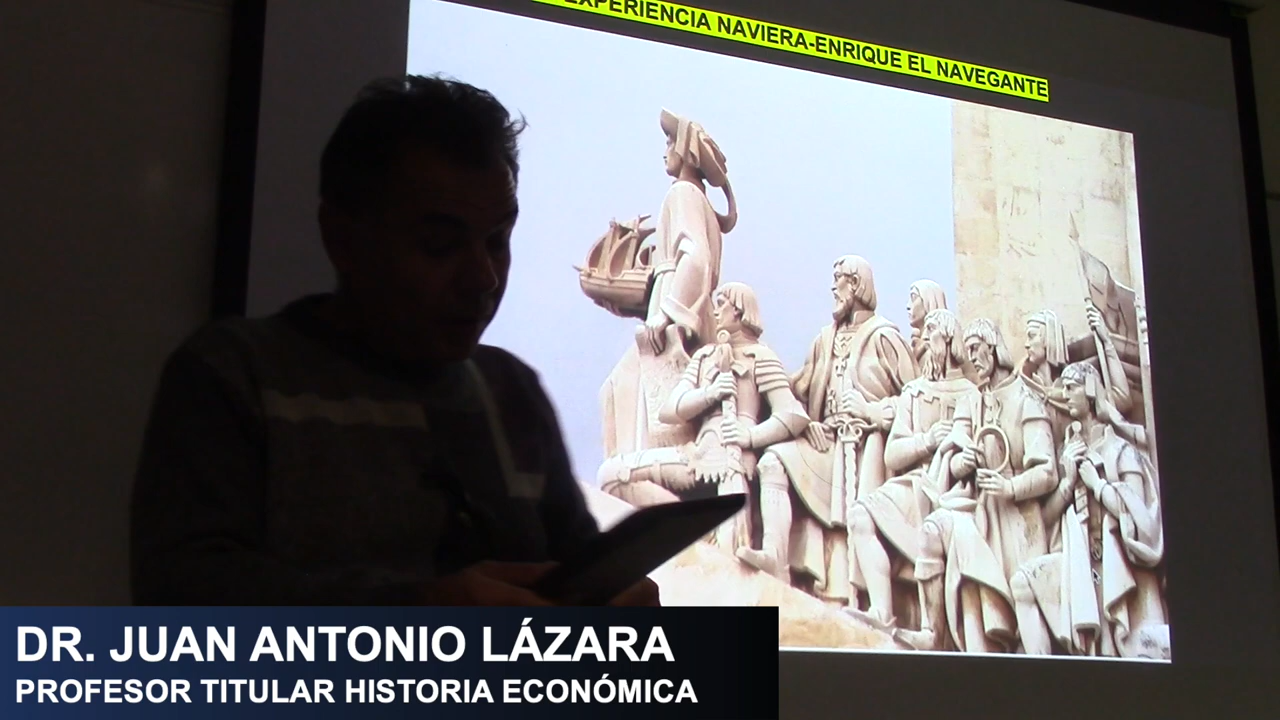 EXPERIENCIA NAVIERA-ENRIQUE EL NAVEGANTE
DR. JUAN ANTONIO LÁZARA
PROFESOR TITULAR HISTORIA ECONÓMICA